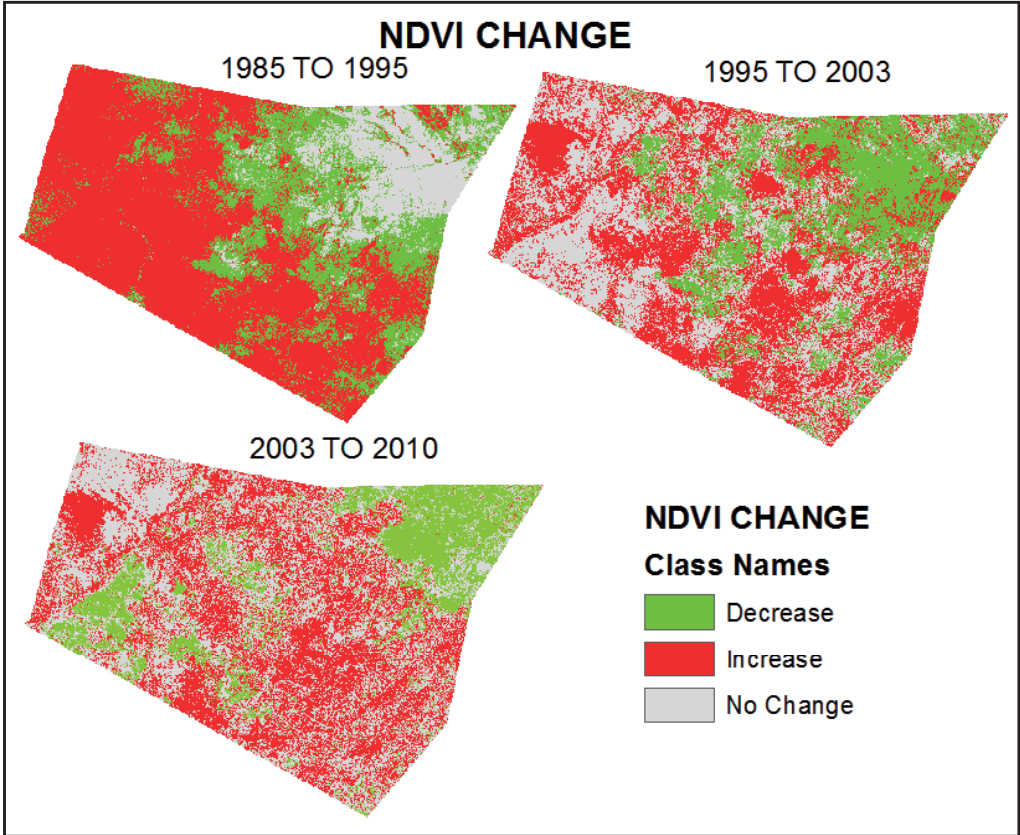 NDVI CHANGE
1985 TO 1995
1995 TO 2003
2003 TO 2010
NDVI CHANGE
Class Names
Decrease
Increase
No Change